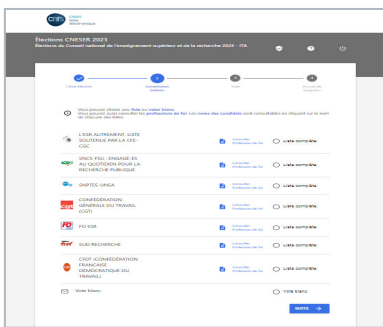 cnrs
Vote
électronique
Élections CNESER 2023
Élections du Conseil national de l'enseignement supérieur et de la recherche 2023 - ITA
Vous pouvez choisir une liste ou voter blanc.
Vous pouvez aussi consulter les professions de foi. Les noms des candidats sont consultables en cliquant sur le nom de chacune des listes.
L'ESR AUTREMENT, LISTE SOUTENUE PAR LA CFE-CGC
Consulter Profession de foi
Liste complète
SNCS-FSU : ENGAGÉ·ES AU QUOTIDIEN POUR LA RECHERCHE PUBLIQUE
Consulter Profession de foi
Liste complète
SNPTES-UNSA
Consulter Profession de foi
Liste complète
CONFÉDÉRATION GÉNÉRALE DU TRAVAIL (CGT)
Consulter Profession de foi
Liste complète
FO ESR
Consulter Profession de foi
Liste complète
SUD RECHERCHE
Consulter Profession de foi
Liste complète
CFDT (CONFÉDÉRATION FRANÇAISE DÉMOCRATIQUE DU TRAVAIL)
Consulter Profession de foi
Liste complète
Vote blanc
Vote blanc
SUITE →